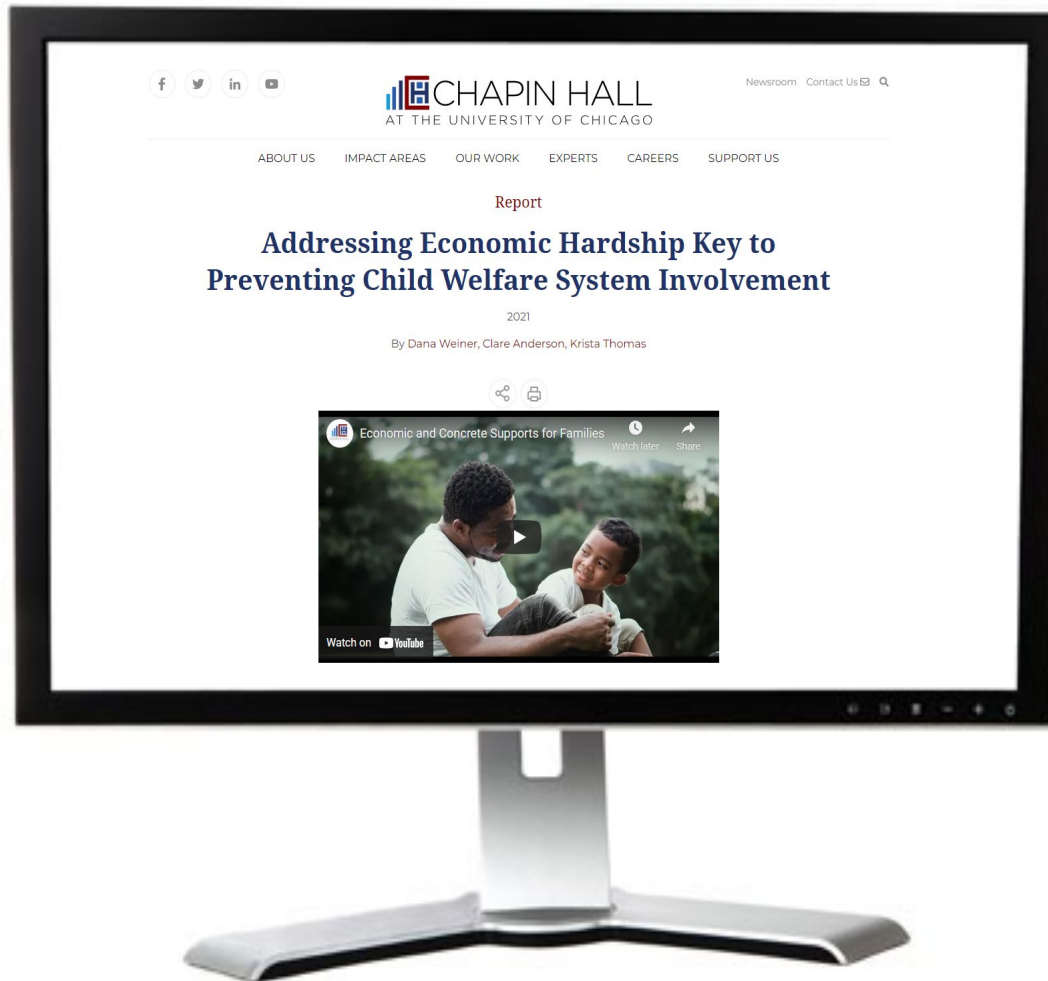 Newsroom Contact Us
CHAPIN HALL
AT THE UNIVERSITY OF CHICAGO
ABOUT US IMPACT AREAS OUR WORK EXPERTS CAREERS SUPPORT US
Report
Addressing Economic Hardship Key to
Preventing Child Welfare System Involvement
2021
By Dana Weiner, Clare Anderson, Krista Thomas
Economic and Concrete Supports for Families
Watch later Share
Watch on YouTube